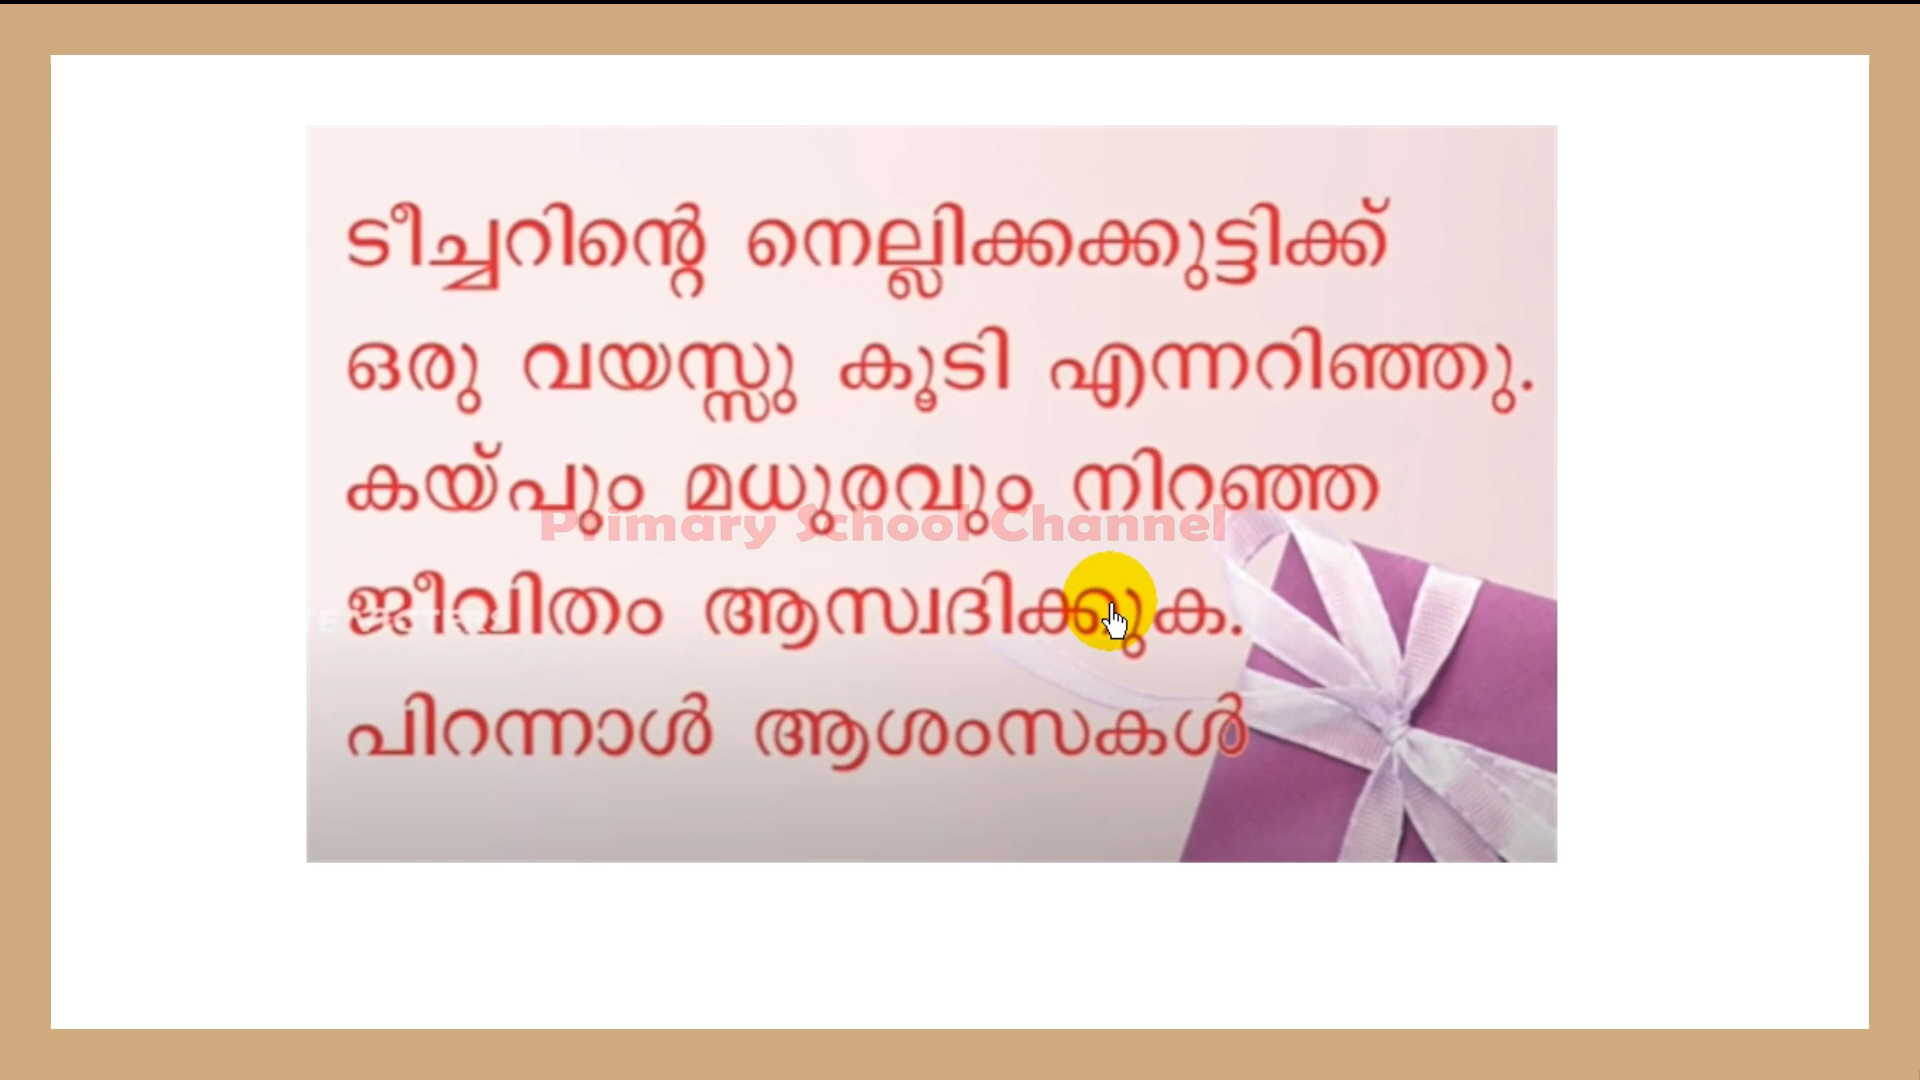 ടീച്ചറിന്റെ നെല്ലിക്കക്കുട്ടിക്ക്
ഒരു വയസ്സു കൂടി എന്നറിഞ്ഞു.
കയ്പും മധുരവും നിറഞ്ഞ
Primary School Channel
ജീവിതം ആസ്വദിക്കുക.
പിറന്നാൾ ആശംസകൾ